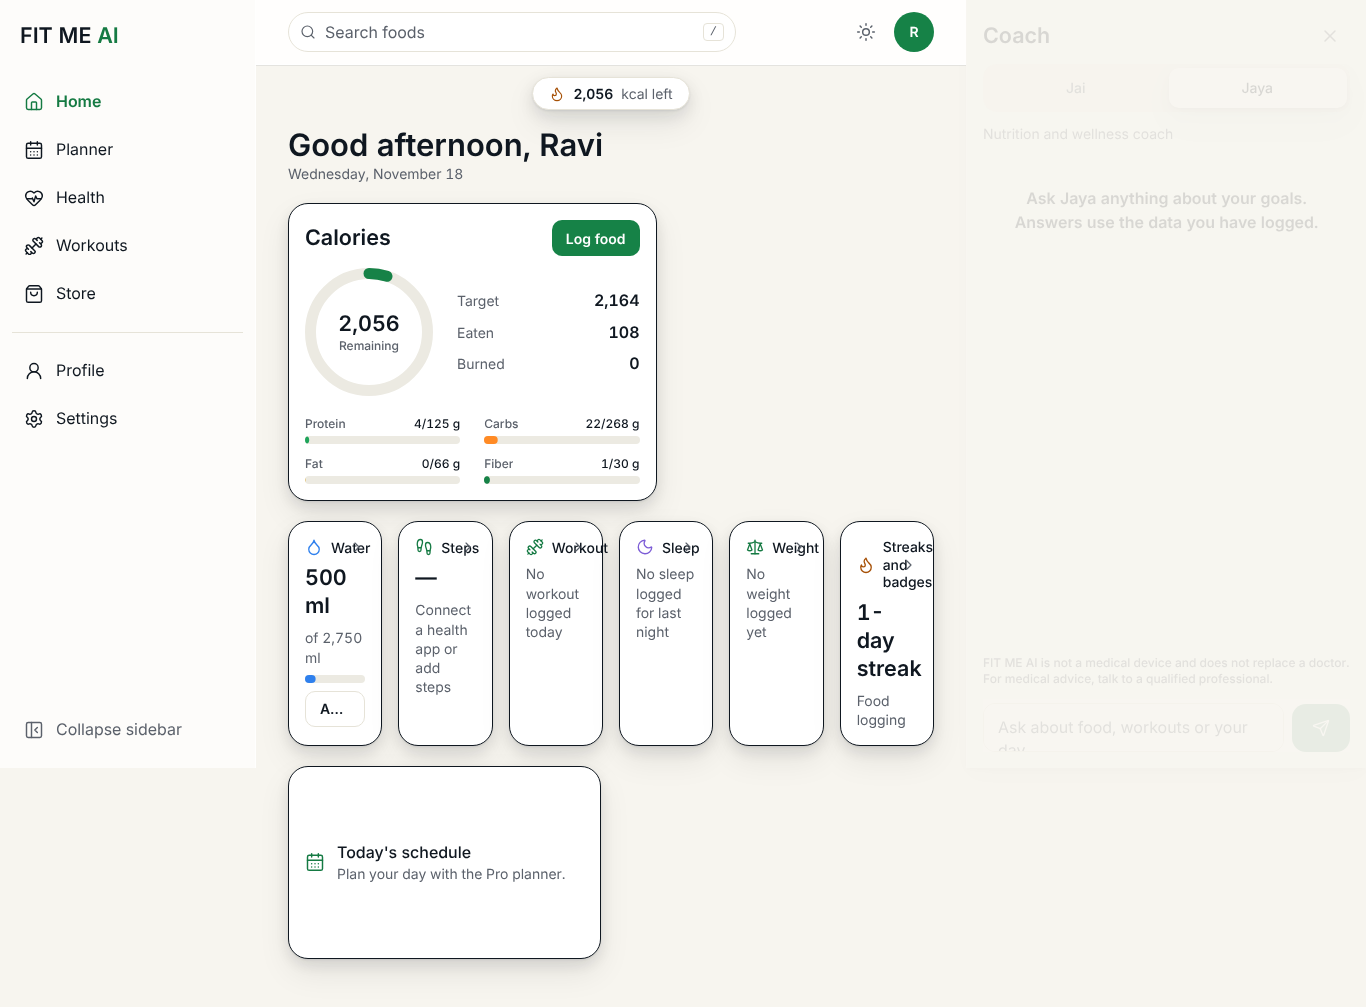 FIT ME AI
Home
Planner
Health
Workouts
Store
Profile
Settings
Collapse sidebar
Search foods
/
R
2,056 kcal left
Good afternoon, Ravi
Wednesday, November 18
Calories
Log food
2,056
Remaining
Target 2,164
Eaten 108
Burned 0
Protein 4/125 g
Carbs 22/268 g
Fat 0/66 g
Fiber 1/30 g
Water
500
ml
of 2,750
ml
A...
Steps
—
Connect
a health
app or
add
steps
Workout
No
workout
logged
today
Sleep
No sleep
logged
for last
night
Weight
No
weight
logged
yet
Streaks
and
badges
1-
day
streak
Food
logging
Today's schedule
Plan your day with the Pro planner.
Coach
Jai
Jaya
Nutrition and wellness coach
Ask Jaya anything about your goals.
Answers use the data you have logged.
FIT ME AI is not a medical device and does not replace a doctor.
For medical advice, talk to a qualified professional.
Ask about food, workouts or your
day